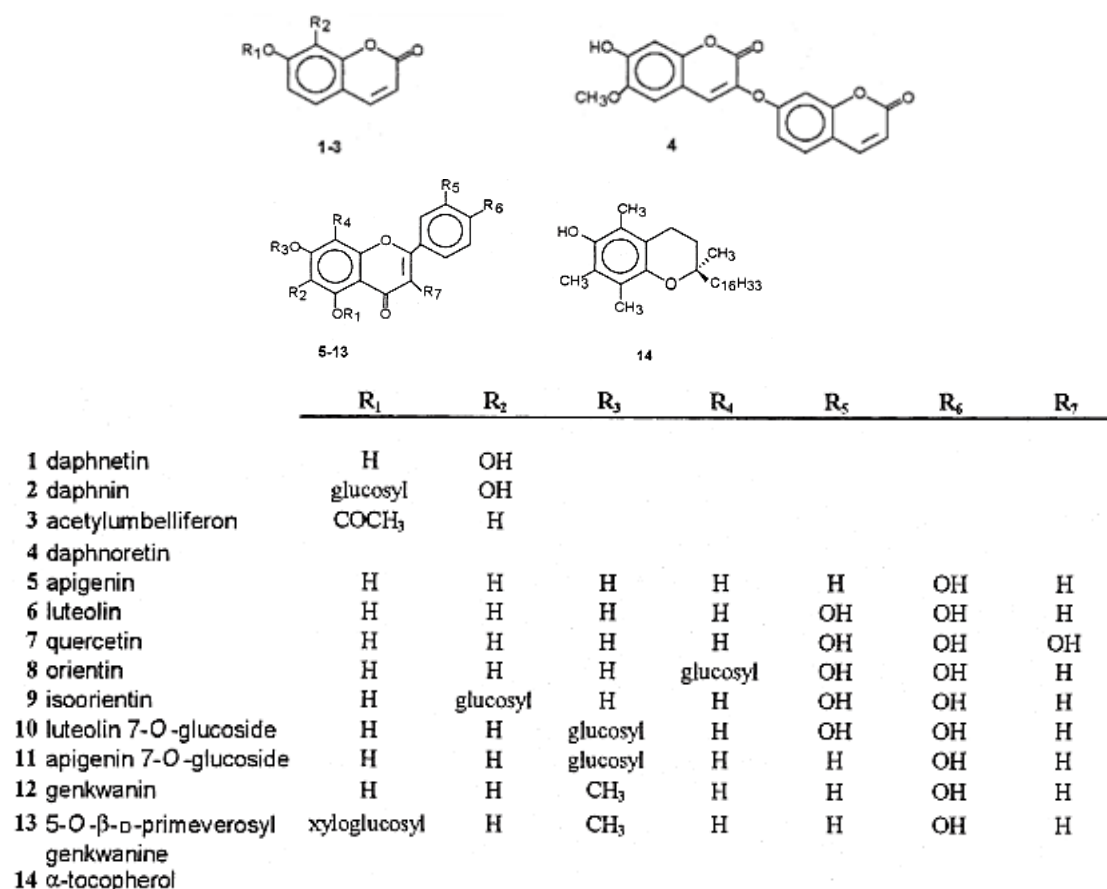 R₂
R₁O O O
1-3
HO O O
CH₃O O O O
4
R₅
R₆
R₄
R₃O O
R₂ R₇
OR₁ O
5-13
CH₃
HO
CH₃
CH₃ O C₁₆H₃₃
CH₃
14
R₁ R₂ R₃ R₄ R₅ R₆ R₇
1 daphnetin H OH
2 daphnin glucosyl OH
3 acetylumbelliferon COCH₃ H
4 daphnoretin
5 apigenin H H H H H OH H
6 luteolin H H H H OH OH H
7 quercetin H H H H OH OH OH
8 orientin H H H glucosyl OH OH H
9 isoorientin H glucosyl H H OH OH H
10 luteolin 7-O-glucoside H H glucosyl H OH OH H
11 apigenin 7-O-glucoside H H glucosyl H H OH H
12 genkwanin H H CH₃ H H OH H
13 5-O-β-D-primeverosyl xyloglucosyl H CH₃ H H OH H
genkwanine
14 α-tocopherol